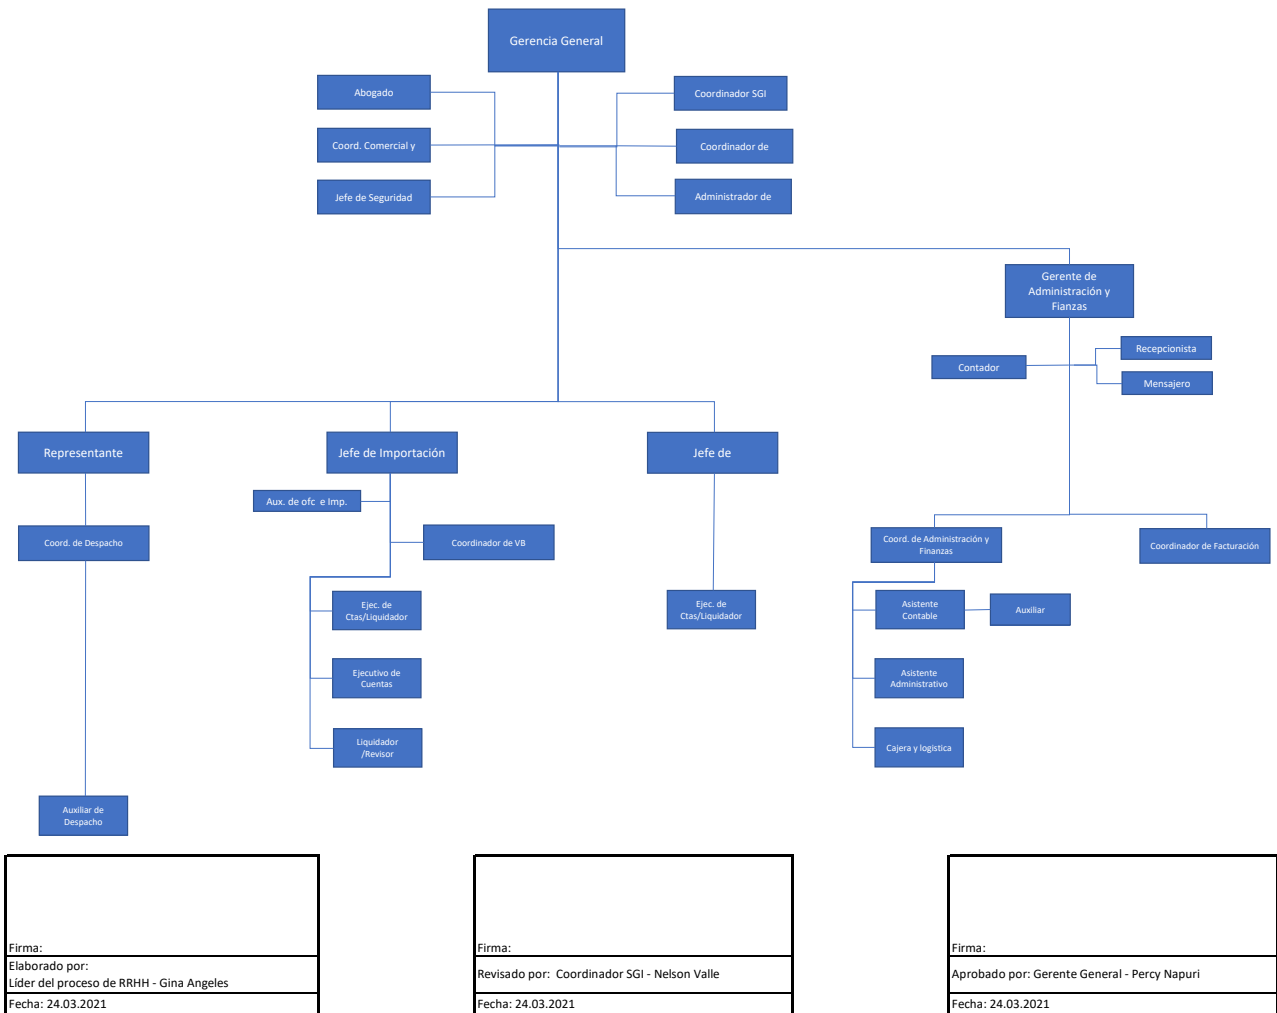 Gerencia General
Abogado
Coordinador SGI
Coord. Comercial y
Coordinador de
Jefe de Seguridad
Administrador de
Gerente de
Administración y
Fianzas
Recepcionista
Contador
Mensajero
Representante
Jefe de Importación
Jefe de
Aux. de ofc e Imp.
Coord. de Despacho
Coordinador de VB
Coord. de Administración y
Finanzas
Coordinador de Facturación
Ejec. de
Ctas/Liquidador
Ejec. de
Ctas/Liquidador
Asistente
Contable
Auxiliar
Ejecutivo de
Cuentas
Asistente
Administrativo
Liquidador
/Revisor
Cajera y logistica
Auxiliar de
Despacho
Firma:
Elaborado por:
Líder del proceso de RRHH - Gina Angeles
Fecha: 24.03.2021
Firma:
Revisado por: Coordinador SGI - Nelson Valle
Fecha: 24.03.2021
Firma:
Aprobado por: Gerente General - Percy Napuri
Fecha: 24.03.2021